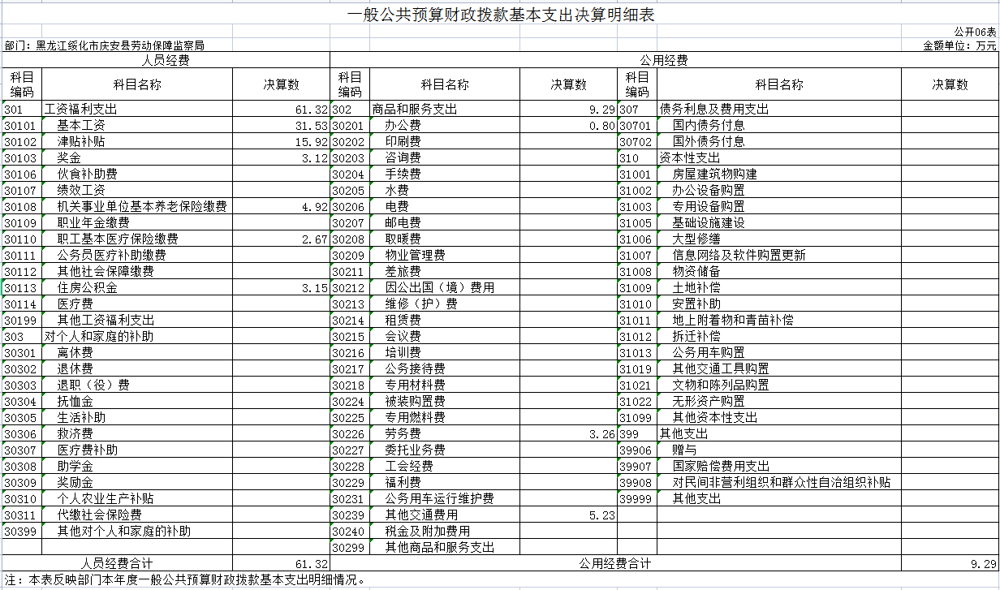 一般公共预算财政拨款基本支出决算明细表
公开06表
部门：黑龙江绥化市庆安县劳动保障监察局 金额单位：万元
人员经费 公用经费
科目编码 科目名称 决算数 科目编码 科目名称 决算数 科目编码 科目名称 决算数
301 工资福利支出 61.32 302 商品和服务支出 9.29 307 债务利息及费用支出
30101 基本工资 31.53 30201 办公费 0.80 30701 国内债务付息
30102 津贴补贴 15.92 30202 印刷费 30702 国外债务付息
30103 奖金 3.12 30203 咨询费 310 资本性支出
30106 伙食补助费 30204 手续费 31001 房屋建筑物购建
30107 绩效工资 30205 水费 31002 办公设备购置
30108 机关事业单位基本养老保险缴费 4.92 30206 电费 31003 专用设备购置
30109 职业年金缴费 30207 邮电费 31005 基础设施建设
30110 职工基本医疗保险缴费 2.67 30208 取暖费 31006 大型修缮
30111 公务员医疗补助缴费 30209 物业管理费 31007 信息网络及软件购置更新
30112 其他社会保障缴费 30211 差旅费 31008 物资储备
30113 住房公积金 3.15 30212 因公出国（境）费用 31009 土地补偿
30114 医疗费 30213 维修（护）费 31010 安置补助
30199 其他工资福利支出 30214 租赁费 31011 地上附着物和青苗补偿
303 对个人和家庭的补助 30215 会议费 31012 拆迁补偿
30301 离休费 30216 培训费 31013 公务用车购置
30302 退休费 30217 公务接待费 31019 其他交通工具购置
30303 退职（役）费 30218 专用材料费 31021 文物和陈列品购置
30304 抚恤金 30224 被装购置费 31022 无形资产购置
30305 生活补助 30225 专用燃料费 31099 其他资本性支出
30306 救济费 30226 劳务费 3.26 399 其他支出
30307 医疗费补助 30227 委托业务费 39906 赠与
30308 助学金 30228 工会经费 39907 国家赔偿费用支出
30309 奖励金 30229 福利费 39908 对民间非营利组织和群众性自治组织补贴
30310 个人农业生产补贴 30231 公务用车运行维护费 39999 其他支出
30311 代缴社会保险费 30239 其他交通费用 5.23
30399 其他对个人和家庭的补助 30240 税金及附加费用
30299 其他商品和服务支出
人员经费合计 61.32 公用经费合计 9.29
注：本表反映部门本年度一般公共预算财政拨款基本支出明细情况。